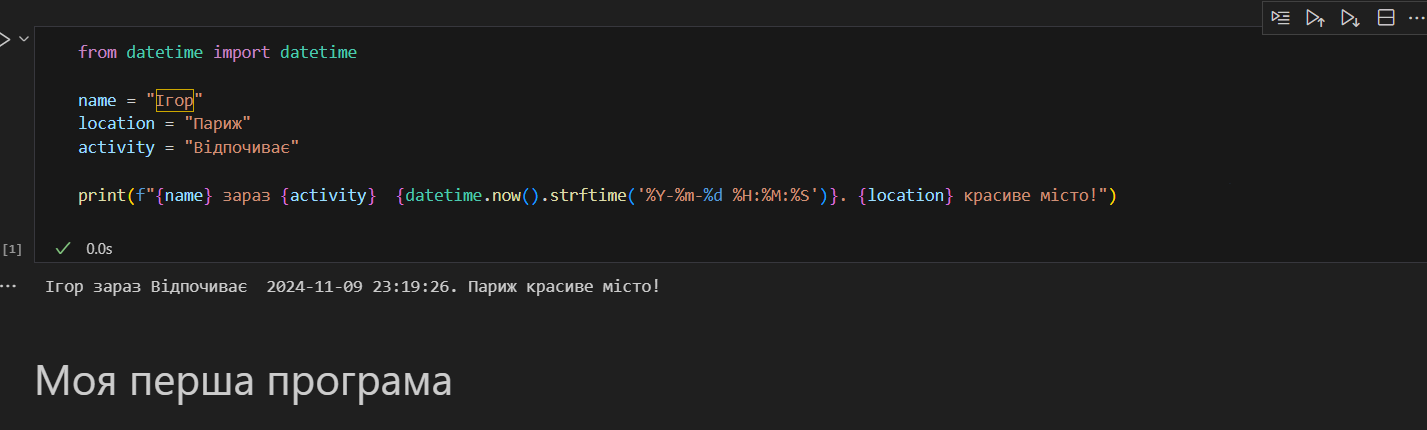 from datetime import datetime
name = "Ігор"
location = "Париж"
activity = "Відпочиває"
print(f"{name} зараз {activity}  {datetime.now().strftime('%Y-%m-%d %H:%M:%S')}. {location} красиве місто!")
[1]
0.0s
Ігор зараз Відпочиває  2024-11-09 23:19:26. Париж красиве місто!
Моя перша програма